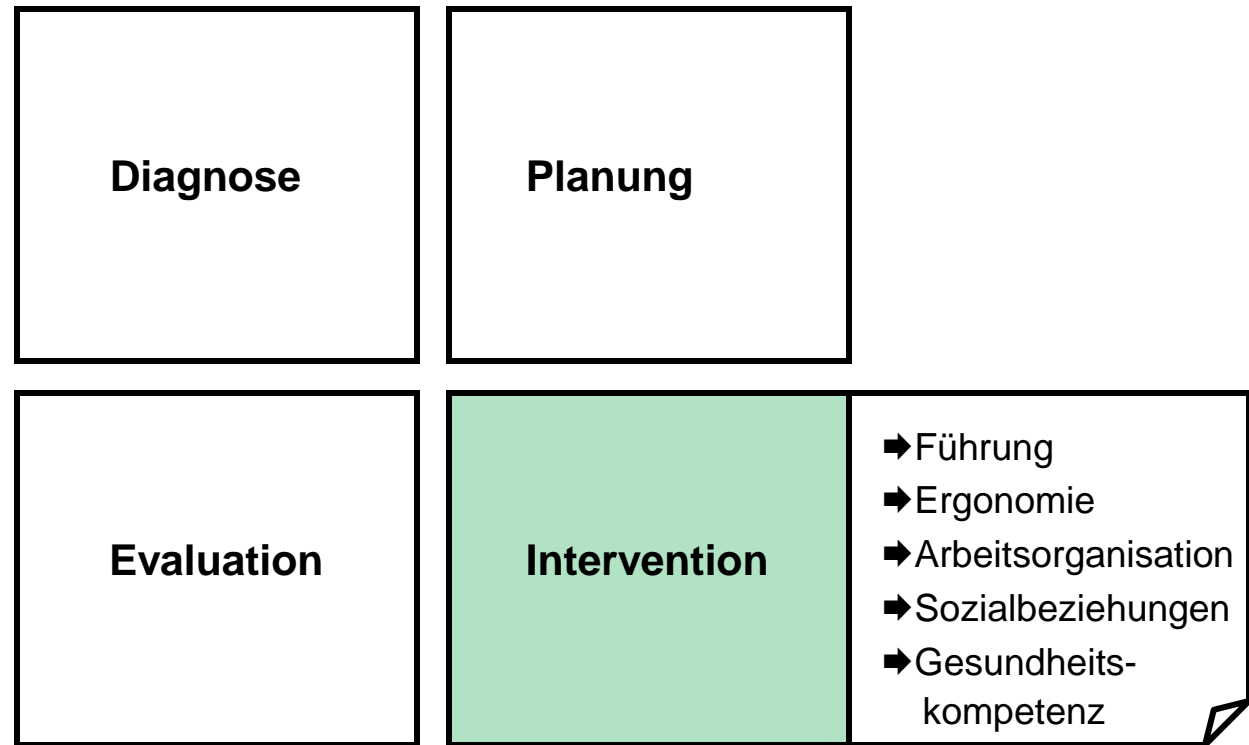 Diagnose
Planung
Evaluation
Intervention
➡Führung
➡Ergonomie
➡Arbeitsorganisation
➡Sozialbeziehungen
➡Gesundheits-
kompetenz